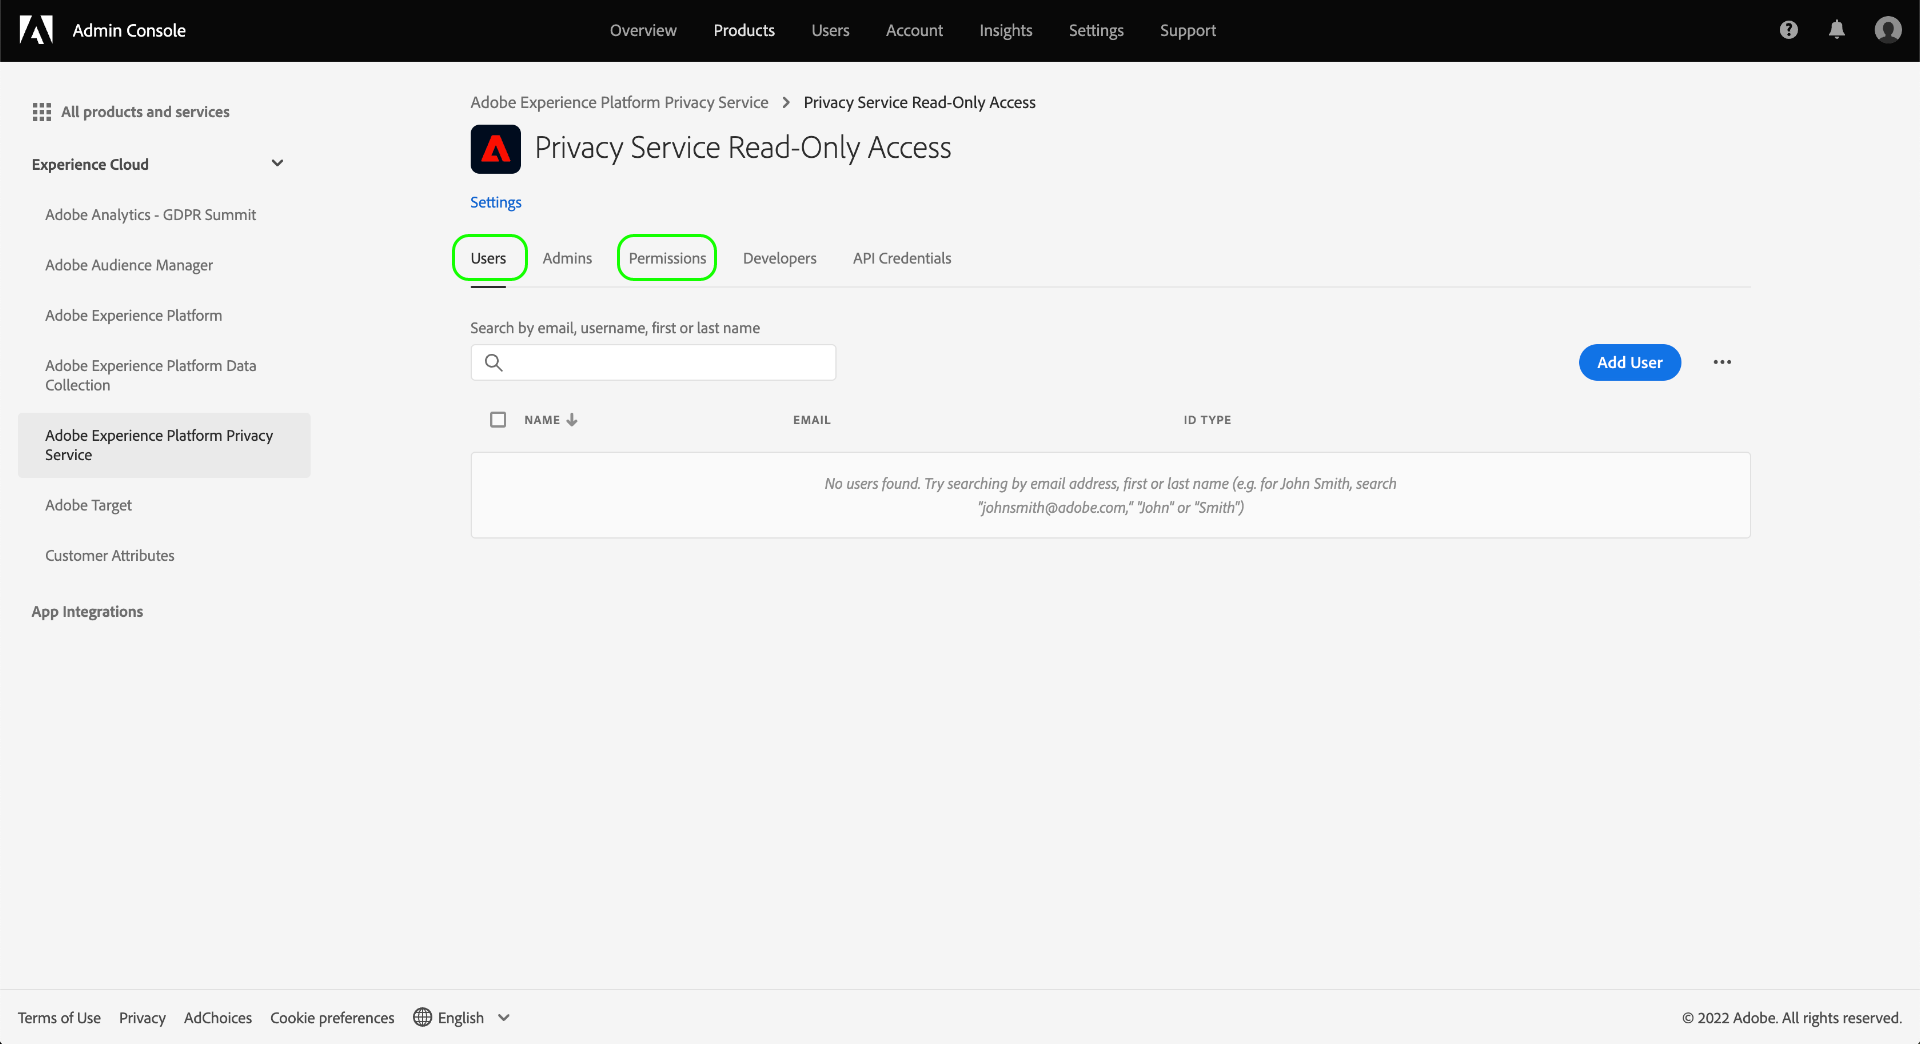 Admin Console
Overview
Products
Users
Account
Insights
Settings
Support
All products and services
Experience Cloud
Adobe Analytics - GDPR Summit
Adobe Audience Manager
Adobe Experience Platform
Adobe Experience Platform Data
Collection
Adobe Experience Platform Privacy
Service
Adobe Target
Customer Attributes
App Integrations
Adobe Experience Platform Privacy Service > Privacy Service Read-Only Access
Privacy Service Read-Only Access
Settings
Users
Admins
Permissions
Developers
API Credentials
Search by email, username, first or last name
Add User
NAME
EMAIL
ID TYPE
No users found. Try searching by email address, first or last name (e.g. for John Smith, search
"johnsmith@adobe.com," "John" or "Smith")
Terms of Use
Privacy
AdChoices
Cookie preferences
English
© 2022 Adobe. All rights reserved.